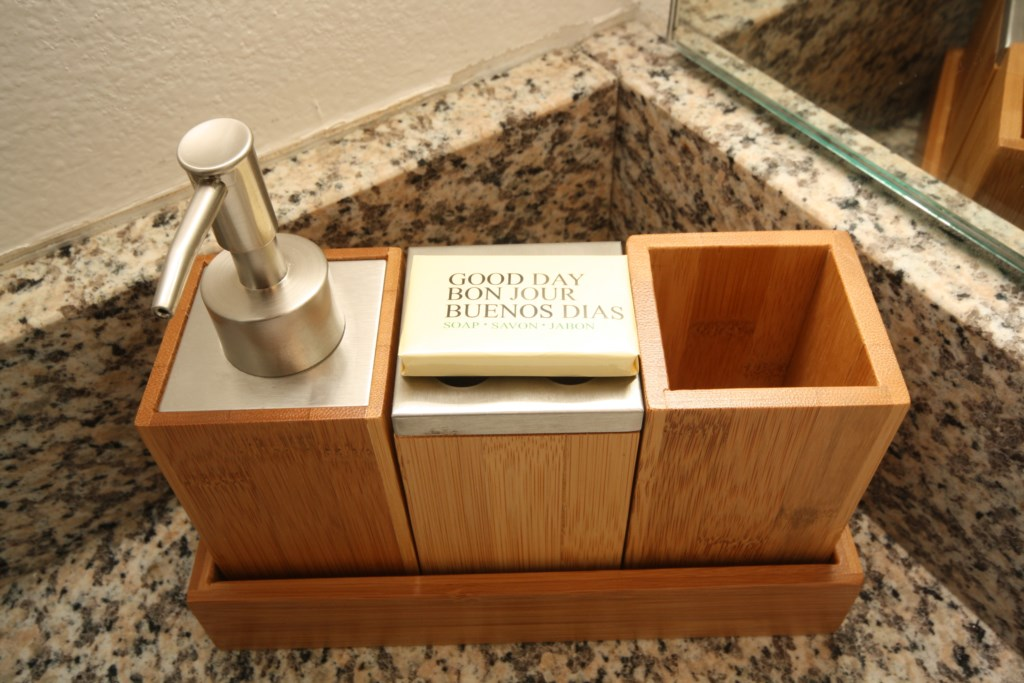 GOOD DAY
BON JOUR
BUENOS DIAS
SOAP • SAVON • JABON